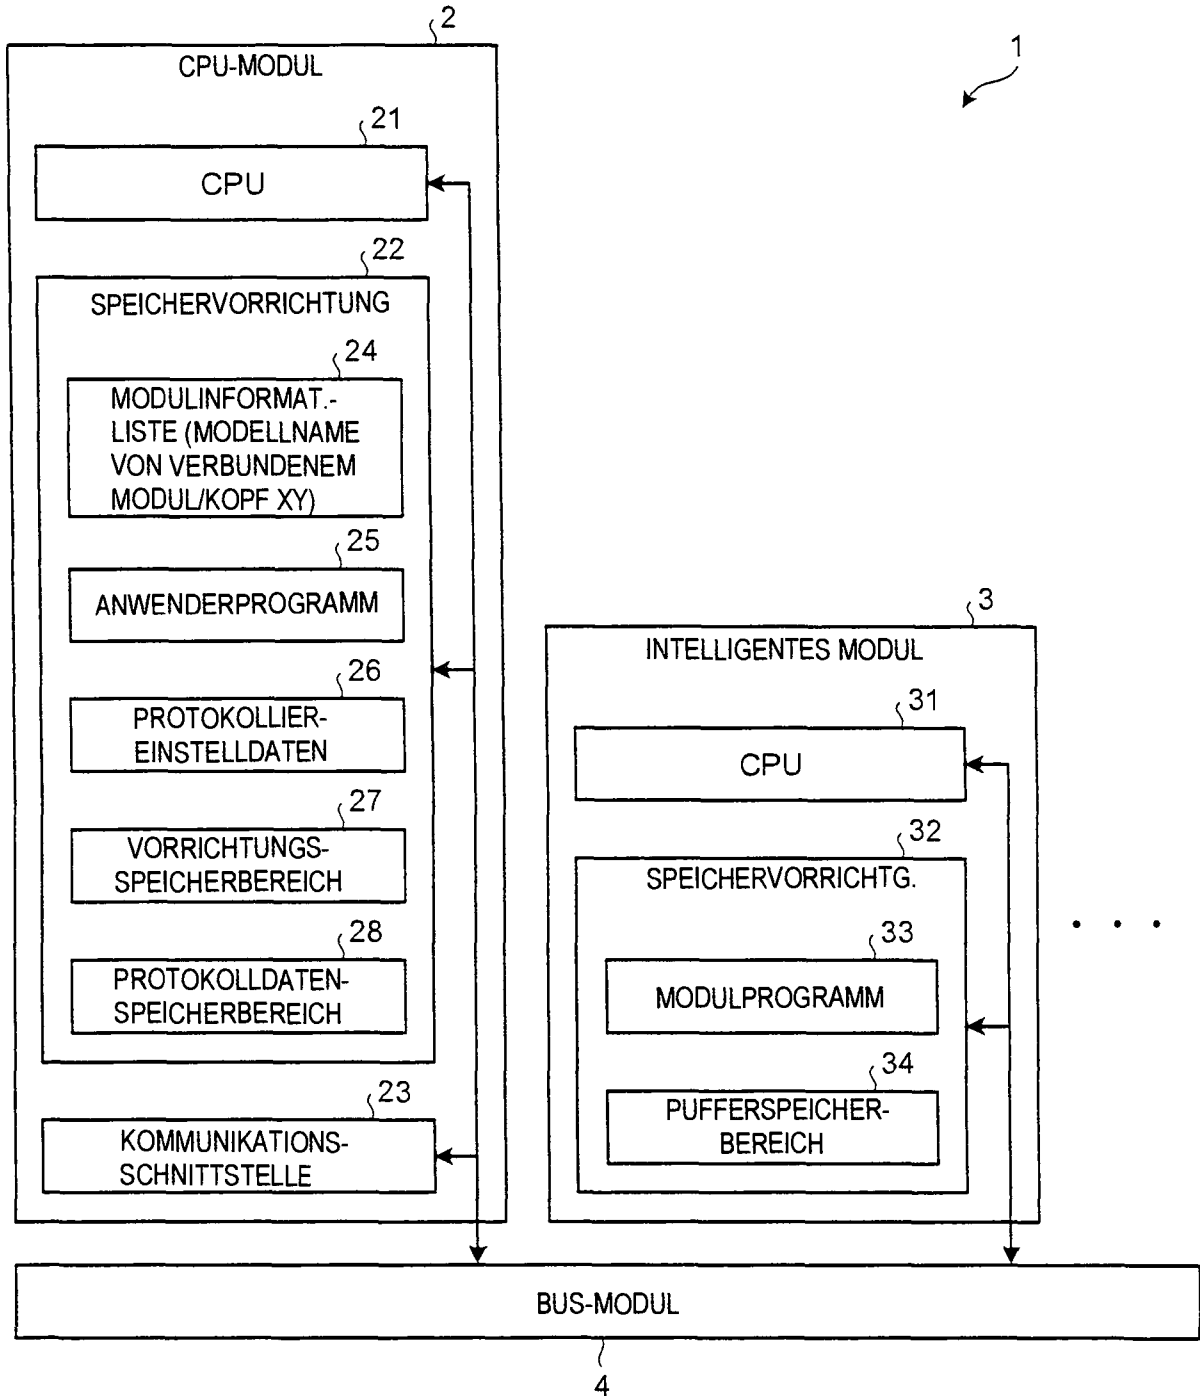 2
CPU-MODUL
1
21
CPU
22
SPEICHERVORRICHTUNG
24
MODULINFORMAT.-
LISTE (MODELLNAME
VON VERBUNDENEM
MODUL/KOPF XY)
25
ANWENDERPROGRAMM
26
PROTOKOLLIER-
EINSTELLDATEN
27
VORRICHTUNGS-
SPEICHERBEREICH
28
PROTOKOLLDATEN-
SPEICHERBEREICH
23
KOMMUNIKATIONS-
SCHNITTSTELLE
3
INTELLIGENTES MODUL
31
CPU
32
SPEICHERVORRICHTG.
33
MODULPROGRAMM
34
PUFFERSPEICHER-
BEREICH
. . .
BUS-MODUL
4